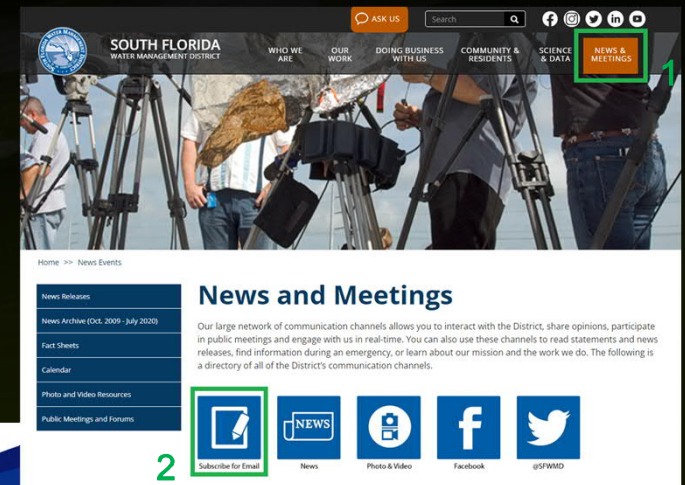 ASK US
Search
SOUTH FLORIDA
WATER MANAGEMENT DISTRICT
WHO WE
ARE
OUR
WORK
DOING BUSINESS
WITH US
COMMUNITY &
RESIDENTS
SCIENCE
& DATA
NEWS &
MEETINGS
1
Home >> News Events
News Releases
News Archive (Oct. 2009 - July 2020)
Fact Sheets
Calendar
Photo and Video Resources
Public Meetings and Forums
News and Meetings
Our large network of communication channels allows you to interact with the District, share opinions, participate
in public meetings and engage with us in real-time. You can also use these channels to read statements and news
releases, find information during an emergency, or learn about our mission and the work we do. The following is
a directory of all of the District's communication channels.
NEWS
2
Subscribe for Email
News
Photo & Video
Facebook
@SFWMD